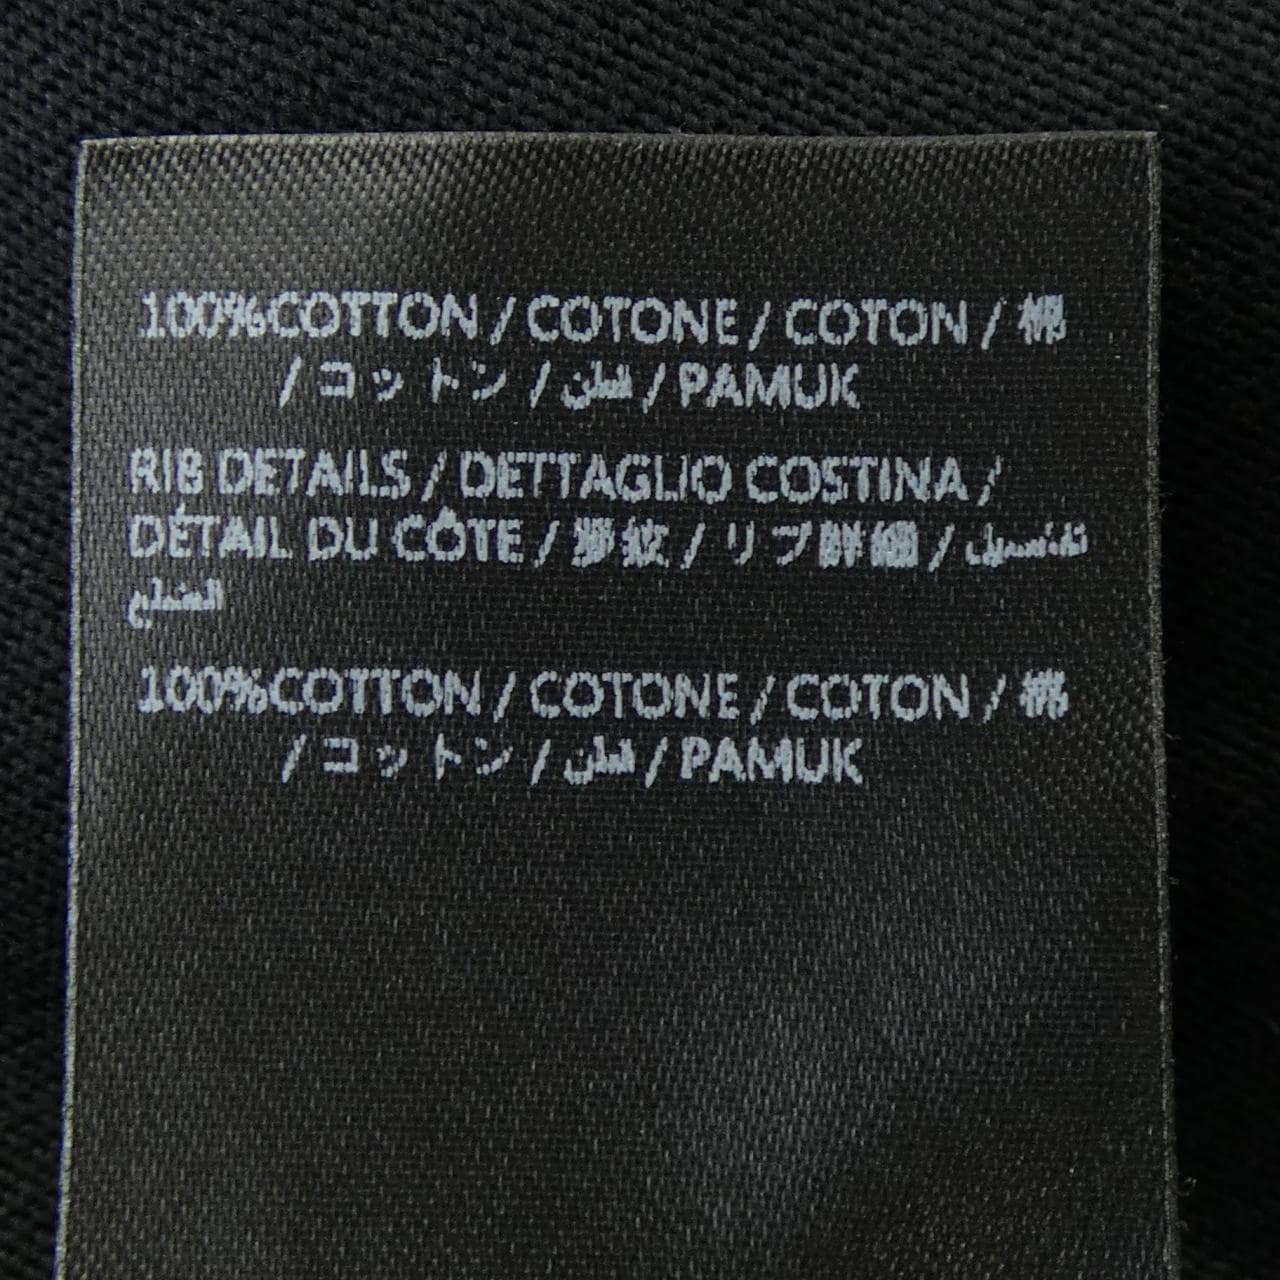 100%COTTON / COTONE / COTON / 棉
/ コットン / قطن / PAMUK
RIB DETAILS / DETTAGLIO COSTINA /
DÉTAIL DU CÔTE / 罗纹 / リブ詳細 / تفاصيل
الضلع
100%COTTON / COTONE / COTON / 棉
/ コットン / قطن / PAMUK